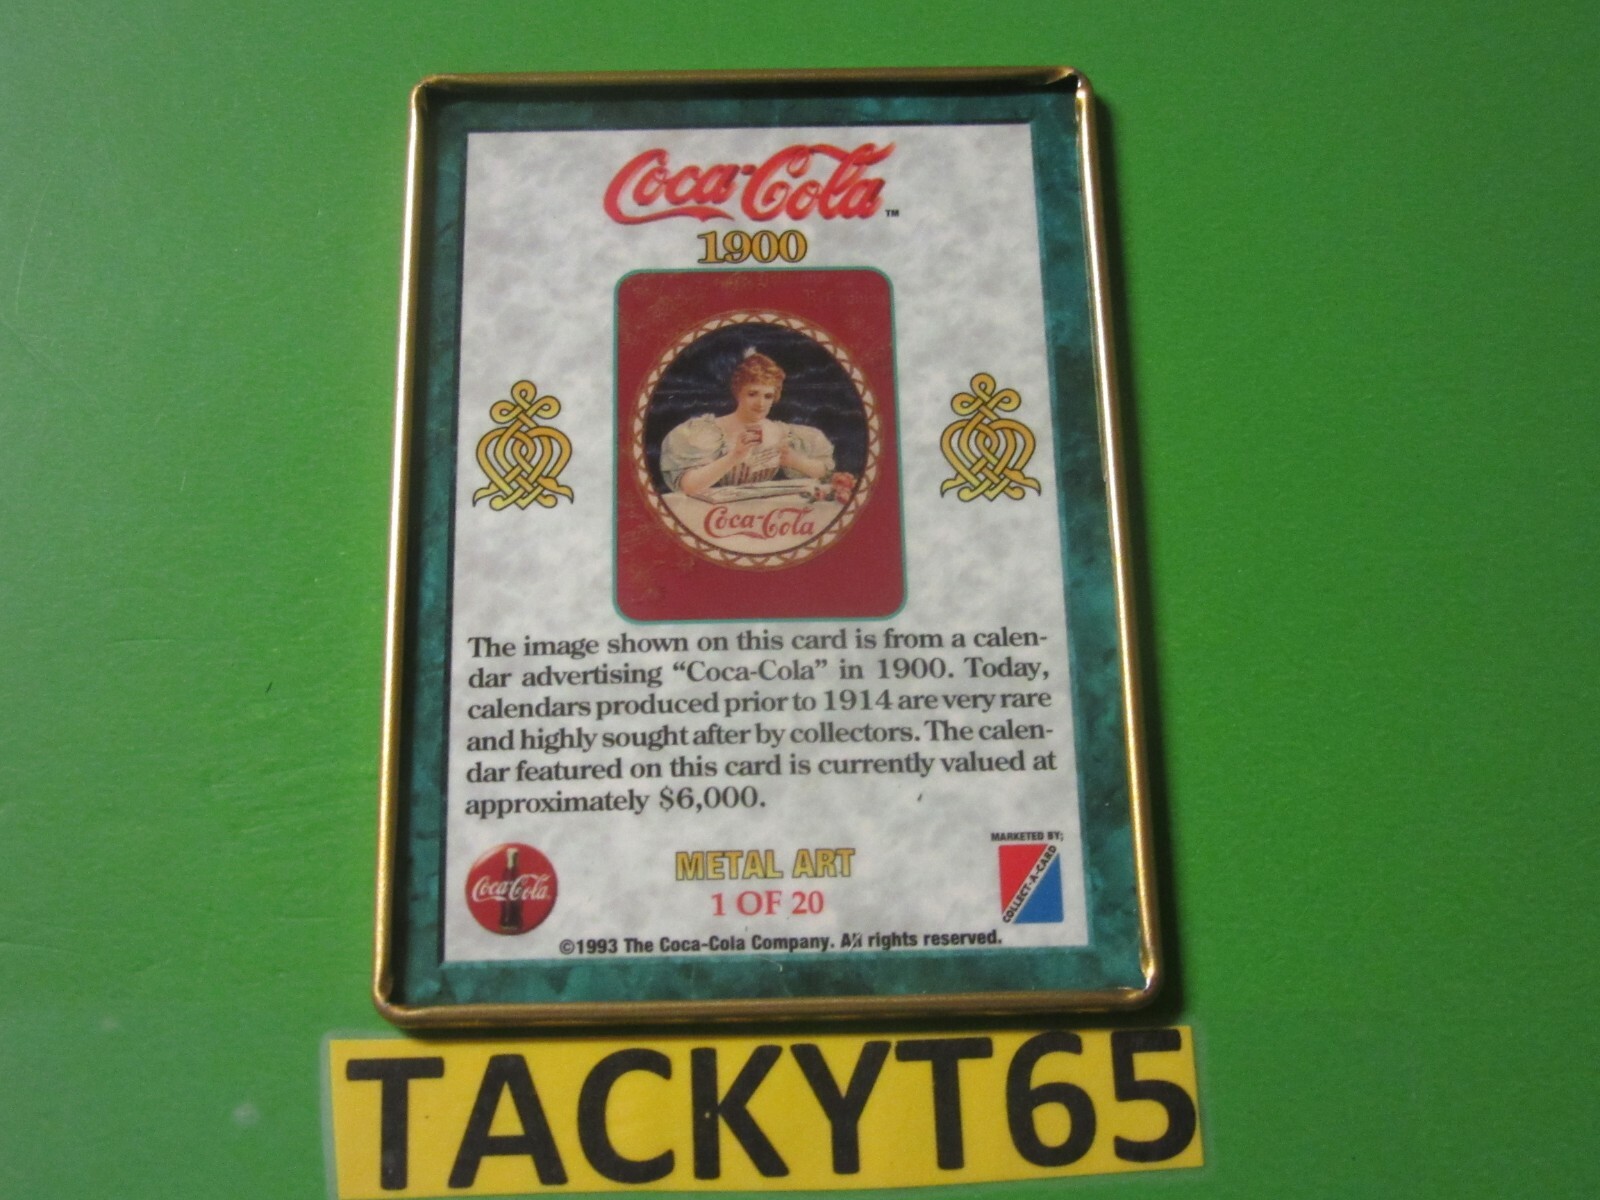 Coca-Cola™
1900
Coca-Cola
The image shown on this card is from a calen-
dar advertising “Coca-Cola” in 1900. Today,
calendars produced prior to 1914 are very rare
and highly sought after by collectors. The calen-
dar featured on this card is currently valued at
approximately $6,000.
MARKETED BY;
COLLECT-A-CARD
Coca-Cola
METAL ART
1 OF 20
©1993 The Coca-Cola Company. All rights reserved.
TACKYT65